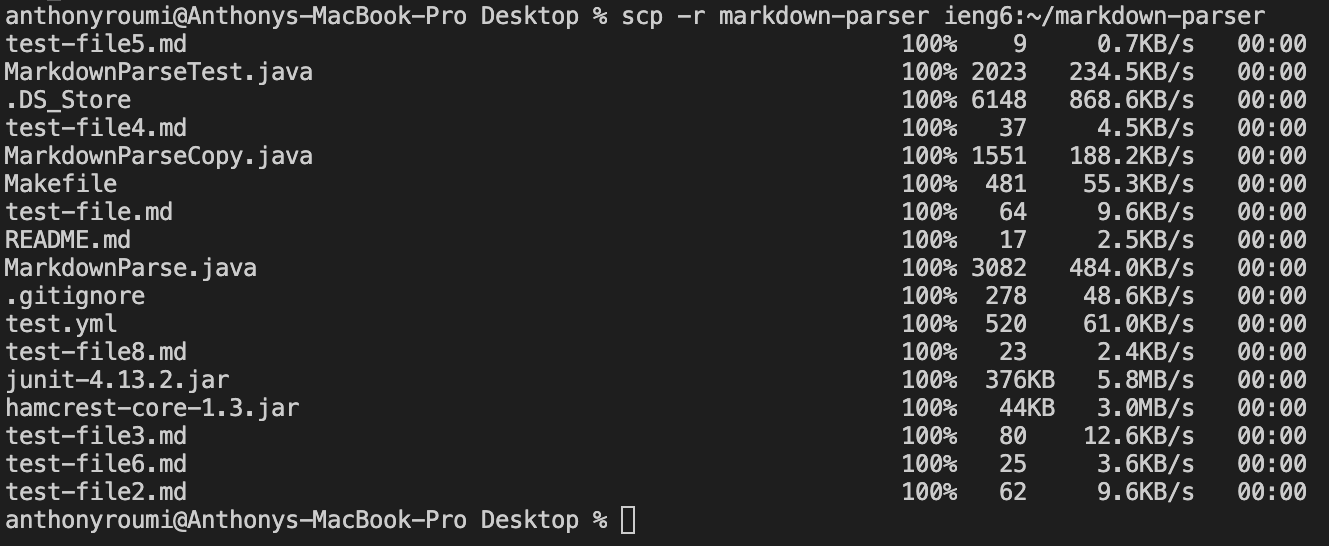 anthonyroumi@Anthonys-MacBook-Pro Desktop % scp -r markdown-parser ieng6:~/markdown-parser
test-file5.md 100% 9 0.7KB/s 00:00
MarkdownParseTest.java 100% 2023 234.5KB/s 00:00
.DS_Store 100% 6148 868.6KB/s 00:00
test-file4.md 100% 37 4.5KB/s 00:00
MarkdownParseCopy.java 100% 1551 188.2KB/s 00:00
Makefile 100% 481 55.3KB/s 00:00
test-file.md 100% 64 9.6KB/s 00:00
README.md 100% 17 2.5KB/s 00:00
MarkdownParse.java 100% 3082 484.0KB/s 00:00
.gitignore 100% 278 48.6KB/s 00:00
test.yml 100% 520 61.0KB/s 00:00
test-file8.md 100% 23 2.4KB/s 00:00
junit-4.13.2.jar 100% 376KB 5.8MB/s 00:00
hamcrest-core-1.3.jar 100% 44KB 3.0MB/s 00:00
test-file3.md 100% 80 12.6KB/s 00:00
test-file6.md 100% 25 3.6KB/s 00:00
test-file2.md 100% 62 9.6KB/s 00:00
anthonyroumi@Anthonys-MacBook-Pro Desktop %